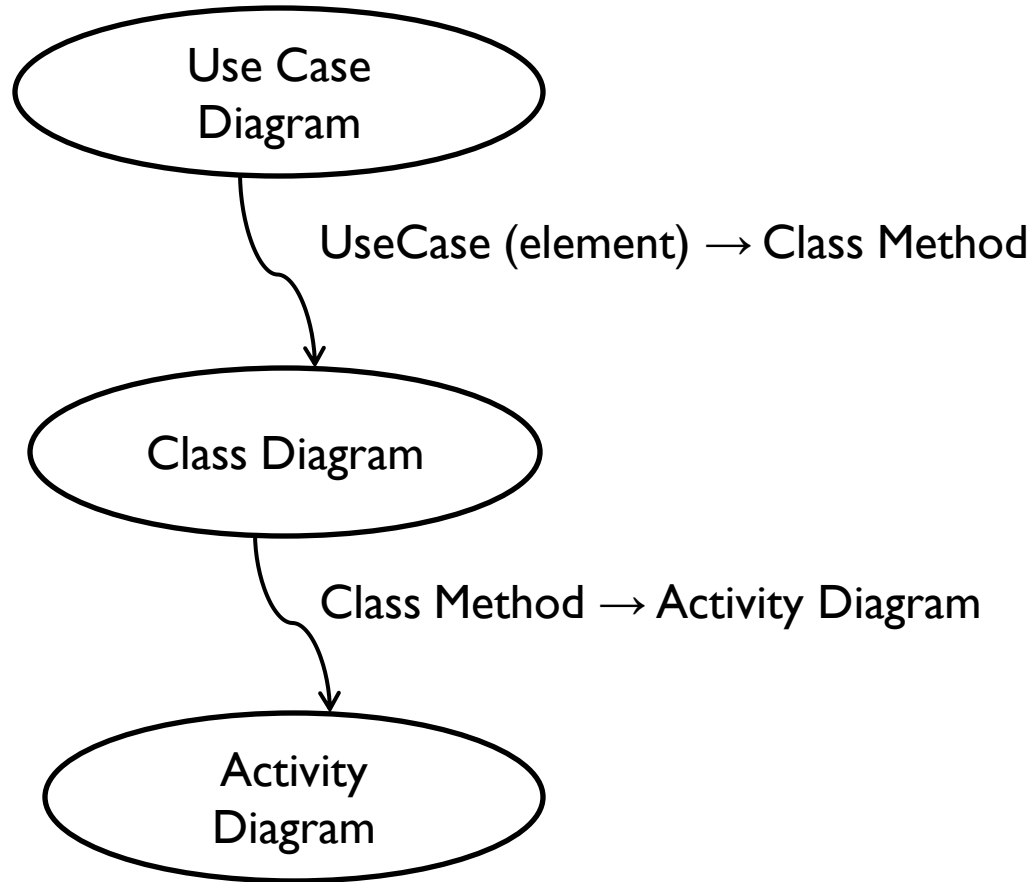 Use Case
Diagram
UseCase (element) → Class Method
Class Diagram
Class Method → Activity Diagram
Activity
Diagram